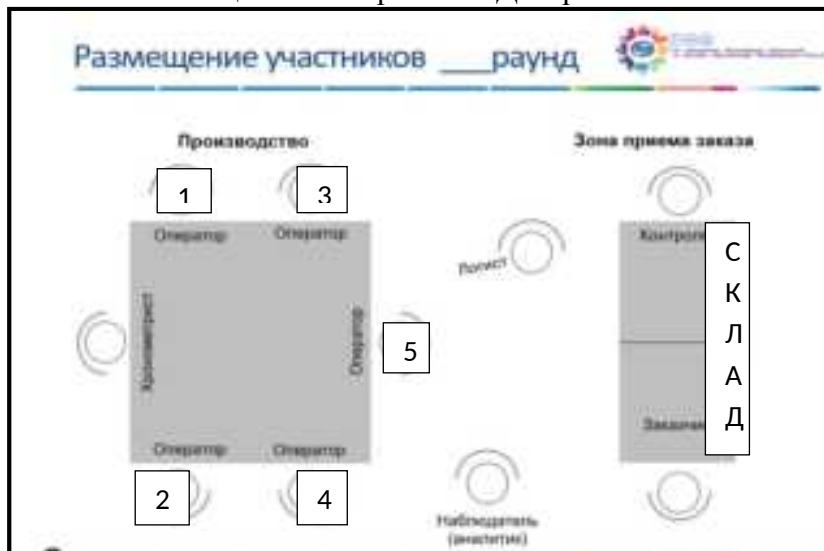 Размещение участников ___раунд
Производство
Зона приема заказа
1
3
Оператор
Оператор
Логист
С
К
Л
А
Д
Хронометрист
Оператор
5
Оператор
Оператор
2
4
Наблюдатель
(аналитик)